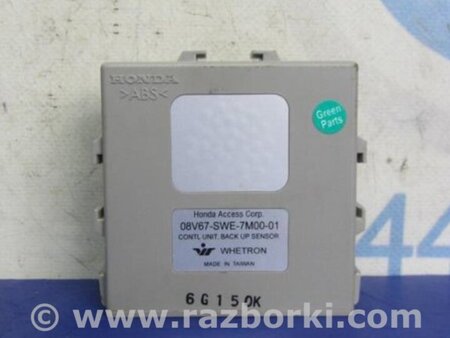 HONDA
>ABS<
Green
Parts
Honda Access Corp.
08V67-SWE-7M00-01
CONTL UNIT, BACK UP SENSOR
WHETRON
MADE IN TAIWAN
6G150K
44
www.razborki.com